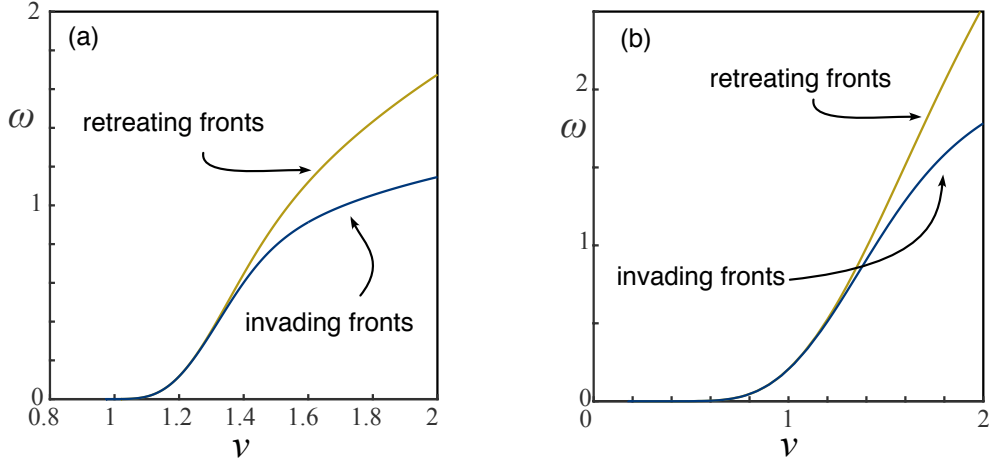 (a)
2
ω
retreating fronts
1
invading fronts
0
0.8 1 1.2 1.4 1.6 1.8 2
ν
(b)
2
ω
retreating fronts
1
invading fronts
0
0 1 2
ν